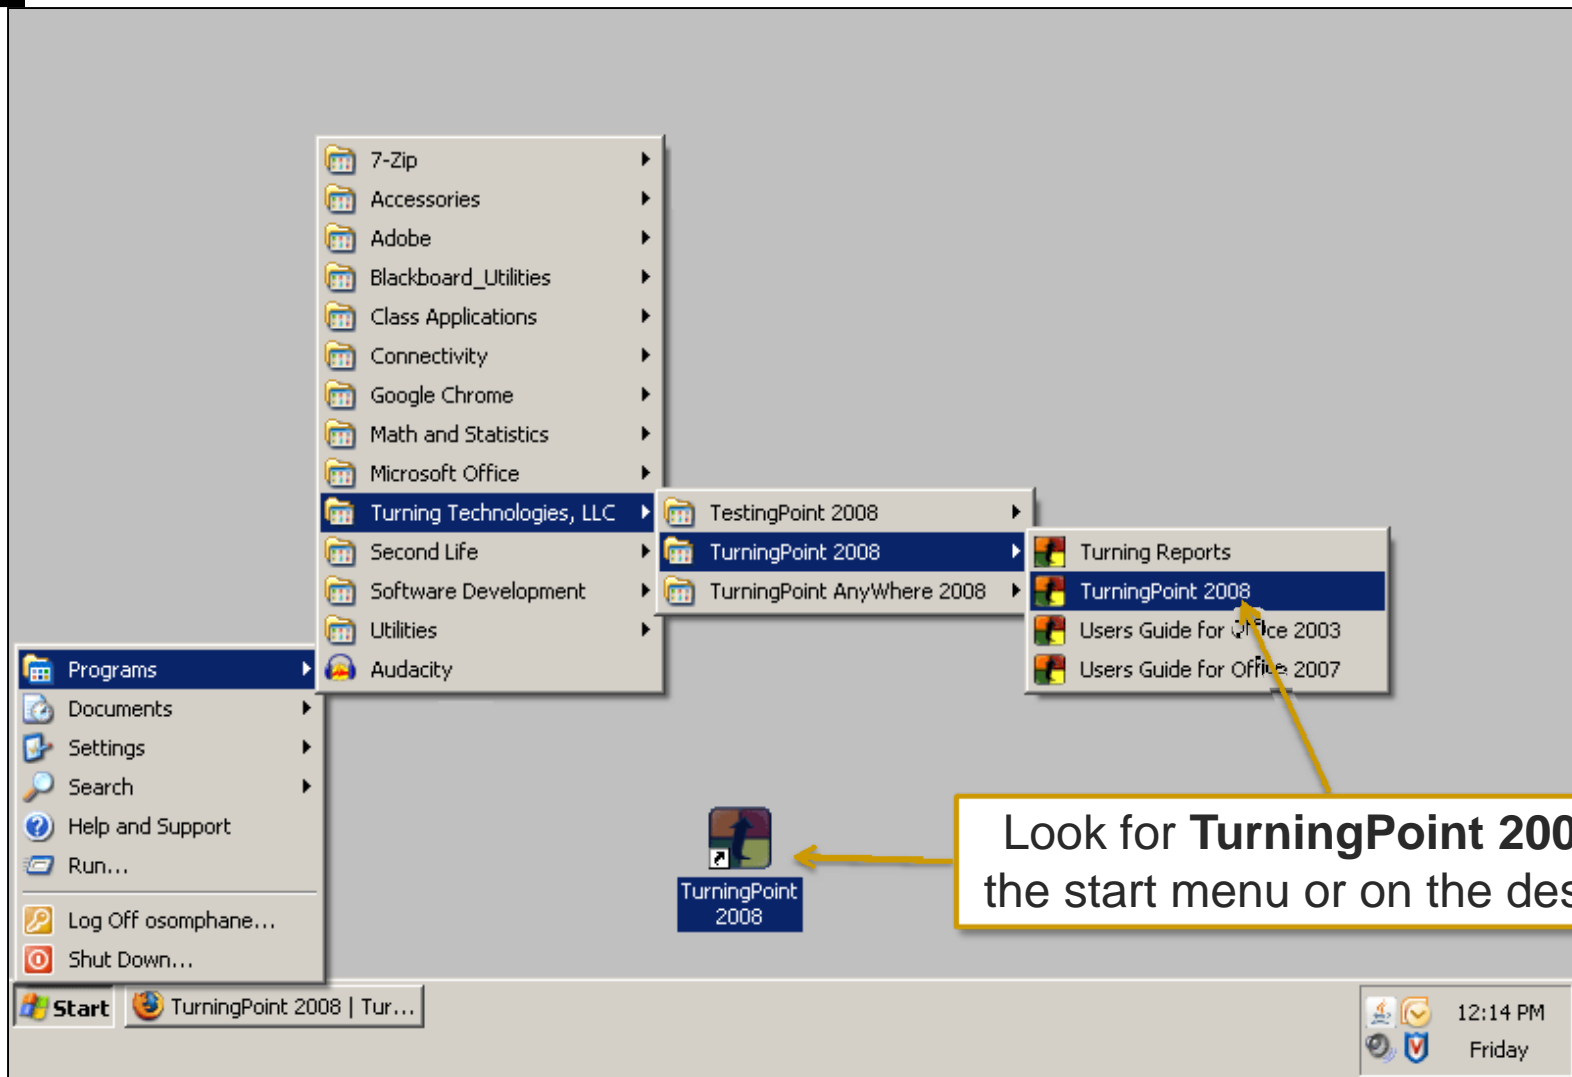 7-Zip
Accessories
Adobe
Blackboard_Utilities
Class Applications
Connectivity
Google Chrome
Math and Statistics
Microsoft Office
Turning Technologies, LLC
Second Life
Software Development
Utilities
Audacity
TestingPoint 2008
TurningPoint 2008
TurningPoint AnyWhere 2008
Turning Reports
TurningPoint 2008
Users Guide for Office 2003
Users Guide for Office 2007
Programs
Documents
Settings
Search
Help and Support
Run...
Log Off osomphane...
Shut Down...
TurningPoint
2008
Look for TurningPoint 200
the start menu or on the des
Start
TurningPoint 2008 | Tur...
12:14 PM
Friday